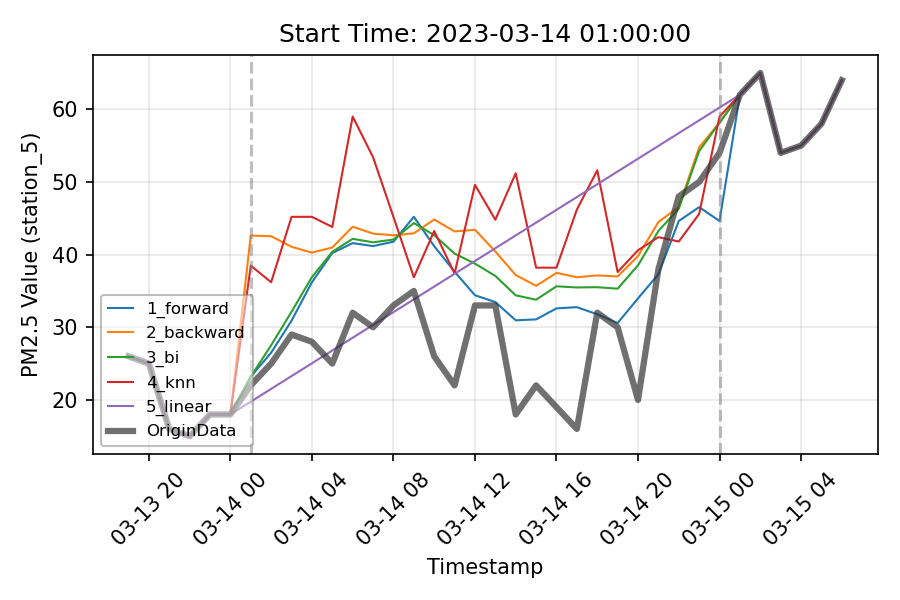 Start Time: 2023-03-14 01:00:00
PM2.5 Value (station_5)
60
50
40
30
20
1_forward
2_backward
3_bi
4_knn
5_linear
OriginData
03-13 20
03-14 00
03-14 04
03-14 08
03-14 12
03-14 16
03-14 20
03-15 00
03-15 04
Timestamp